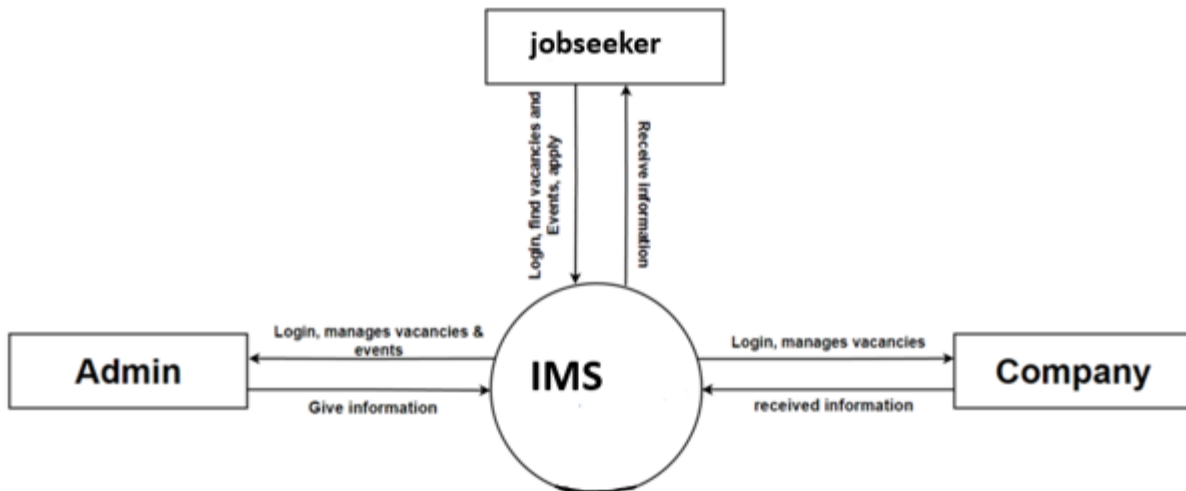 jobseeker
Login, find vacancies and
Events, apply
Receive information
Login, manages vacancies &
events
Admin
Give information
IMS
Login, manages vacancies
Company
received information